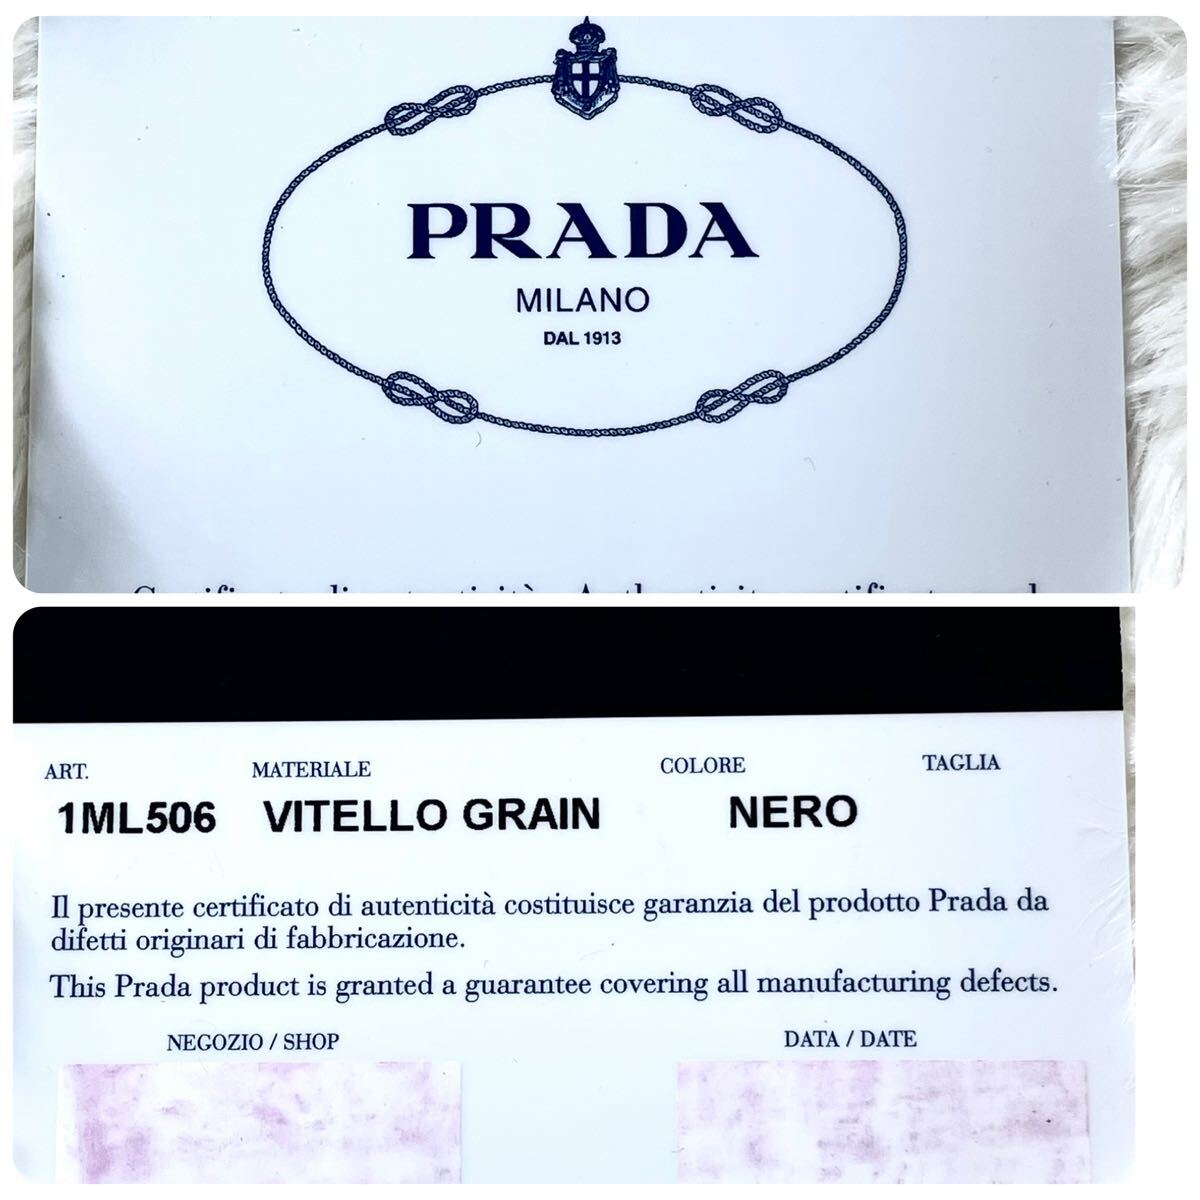 PRADA
MILANO
DAL 1913
ART. MATERIALE COLORE TAGLIA
1ML506 VITELLO GRAIN NERO
Il presente certificato di autenticità costituisce garanzia del prodotto Prada da
difetti originari di fabbricazione.
This Prada product is granted a guarantee covering all manufacturing defects.
NEGOZIO / SHOP DATA / DATE